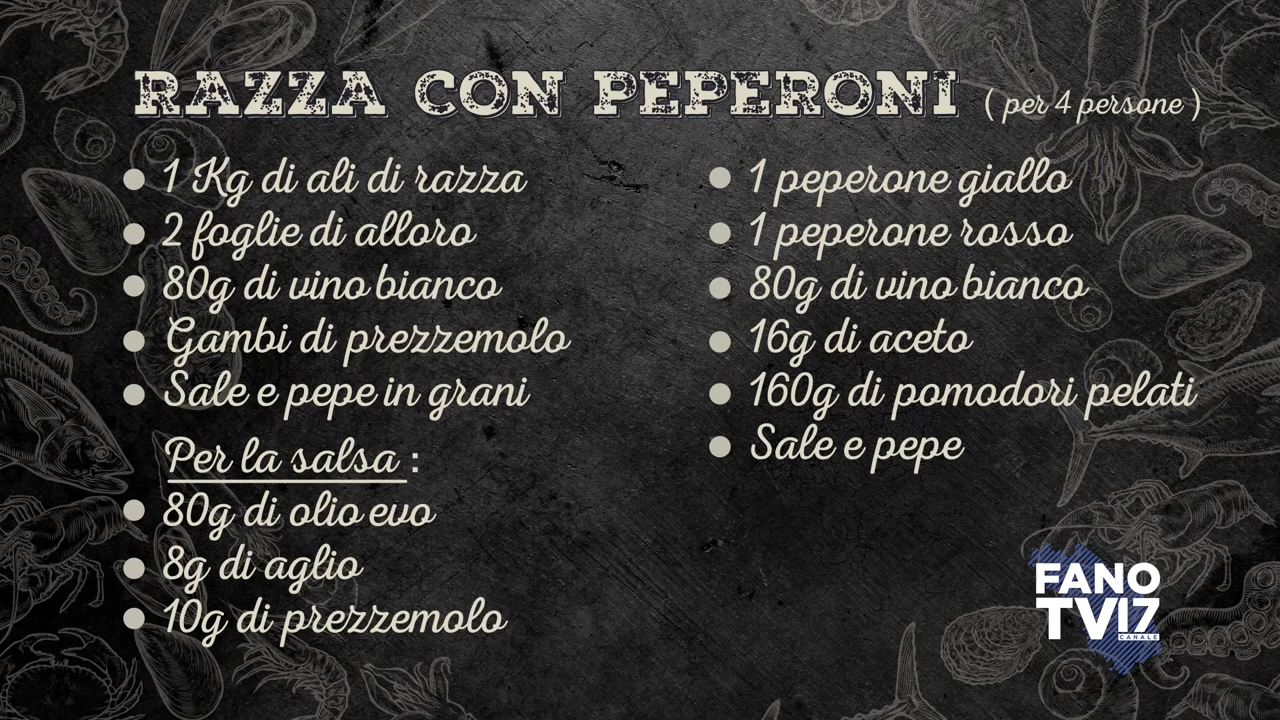 RAZZA CON PEPERONI ( per 4 persone )
1 Kg di ali di razza
2 foglie di alloro
80g di vino bianco
Gambi di prezzemolo
Sale e pepe in grani
Per la salsa :
80g di olio evo
8g di aglio
10g di prezzemolo
1 peperone giallo
1 peperone rosso
80g di vino bianco
16g di aceto
160g di pomodori pelati
Sale e pepe
FANO
TV17
CANALE